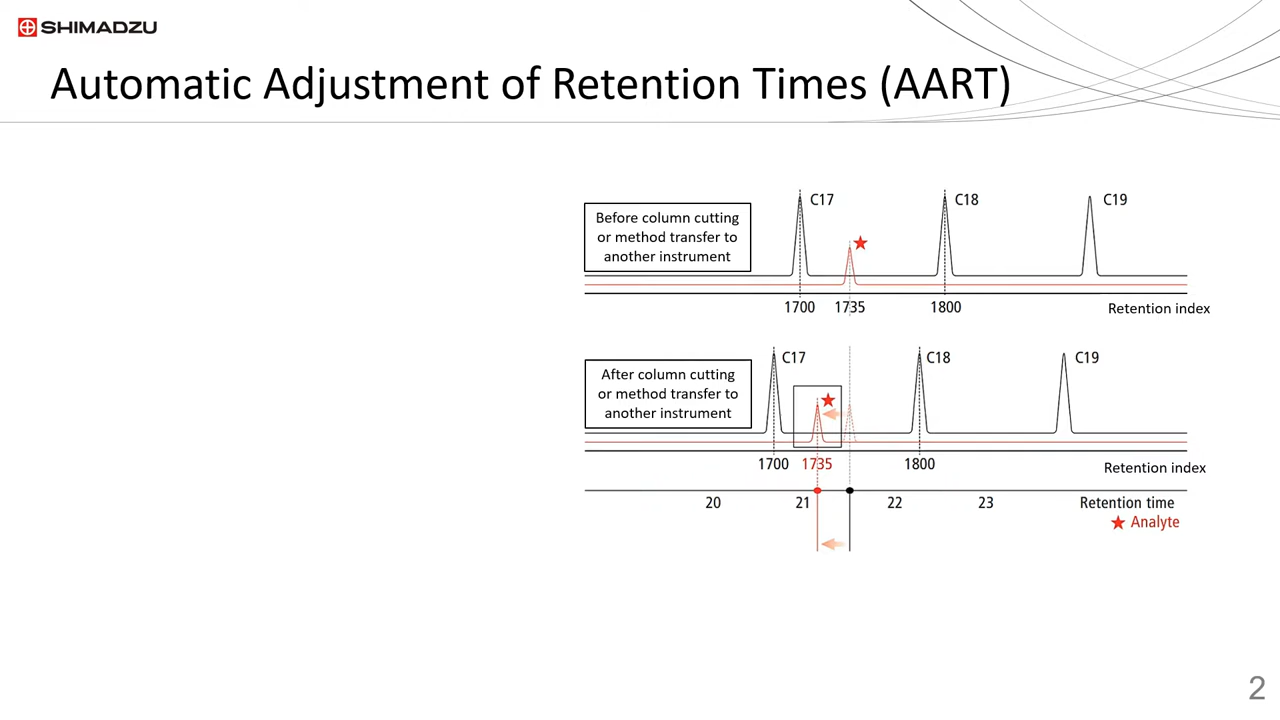 SHIMADZU
Automatic Adjustment of Retention Times (AART)
Before column cutting
or method transfer to
another instrument
C17
C18
C19
1700
1735
1800
Retention index
After column cutting
or method transfer to
another instrument
C17
C18
C19
1700
1735
1800
Retention index
20
21
22
23
Retention time
Analyte
2